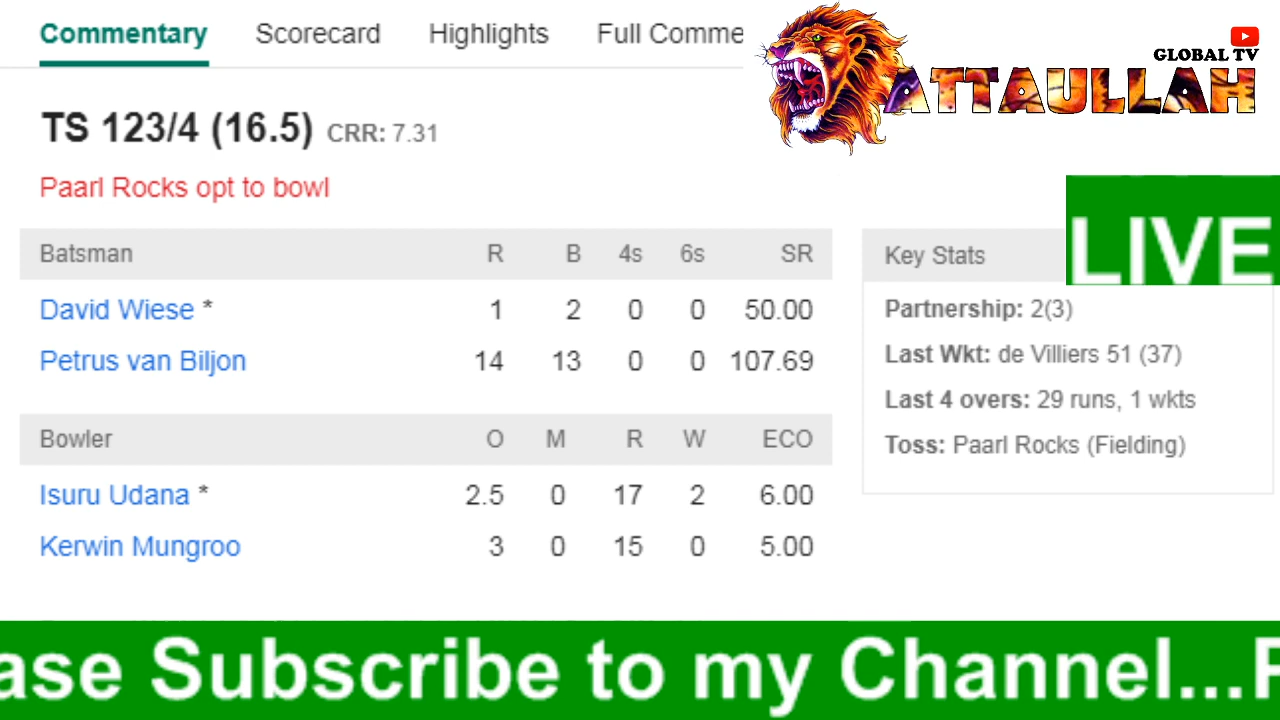 Commentary Scorecard Highlights Full Comme
GLOBAL TV
ATTAULLAH
TS 123/4 (16.5) CRR: 7.31
Paarl Rocks opt to bowl
LIVE
Batsman R B 4s 6s SR
David Wiese * 1 2 0 0 50.00
Petrus van Biljon 14 13 0 0 107.69
Bowler O M R W ECO
Isuru Udana * 2.5 0 17 2 6.00
Kerwin Mungroo 3 0 15 0 5.00
Key Stats
Partnership: 2(3)
Last Wkt: de Villiers 51 (37)
Last 4 overs: 29 runs, 1 wkts
Toss: Paarl Rocks (Fielding)
ase Subscribe to my Channel...P